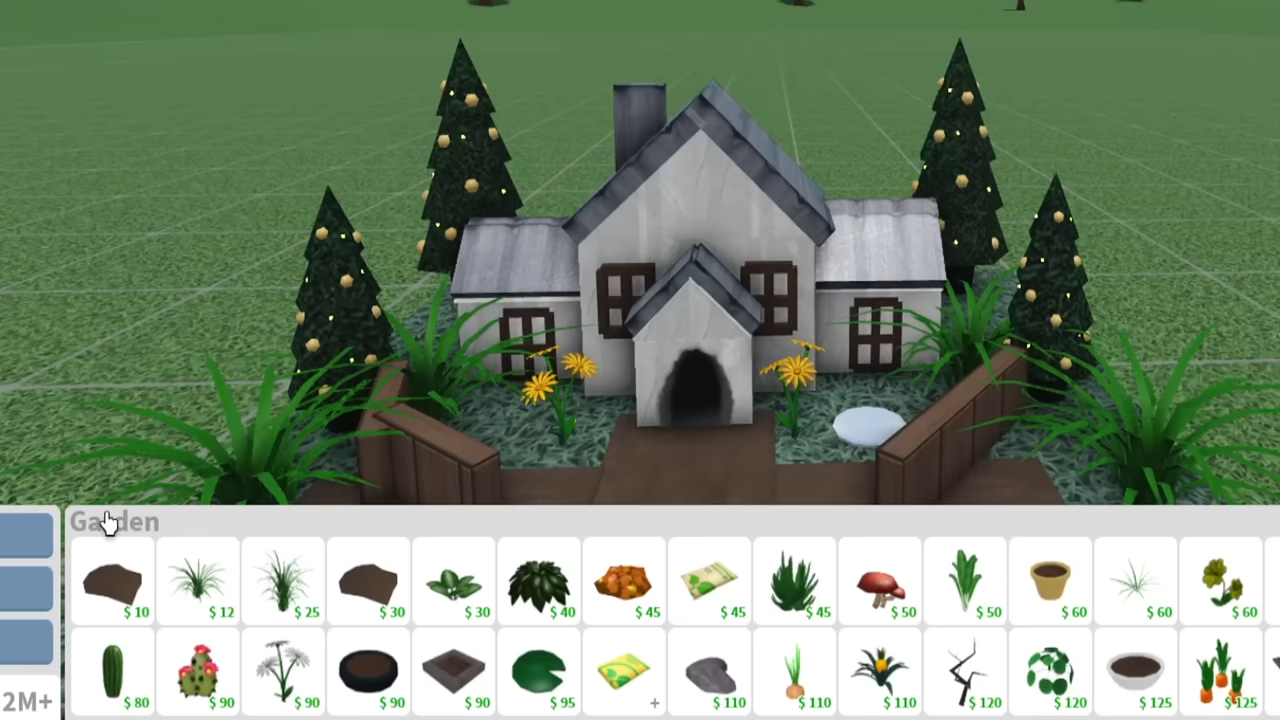 Garden
$ 10 $ 12 $ 25 $ 30 $ 30 $ 40 $ 45 $ 45 $ 45 $ 50 $ 50 $ 60 $ 60 $ 60
$ 80 $ 90 $ 90 $ 90 $ 90 $ 95 + $ 110 $ 110 $ 110 $ 120 $ 120 $ 125 $ 125
2M+